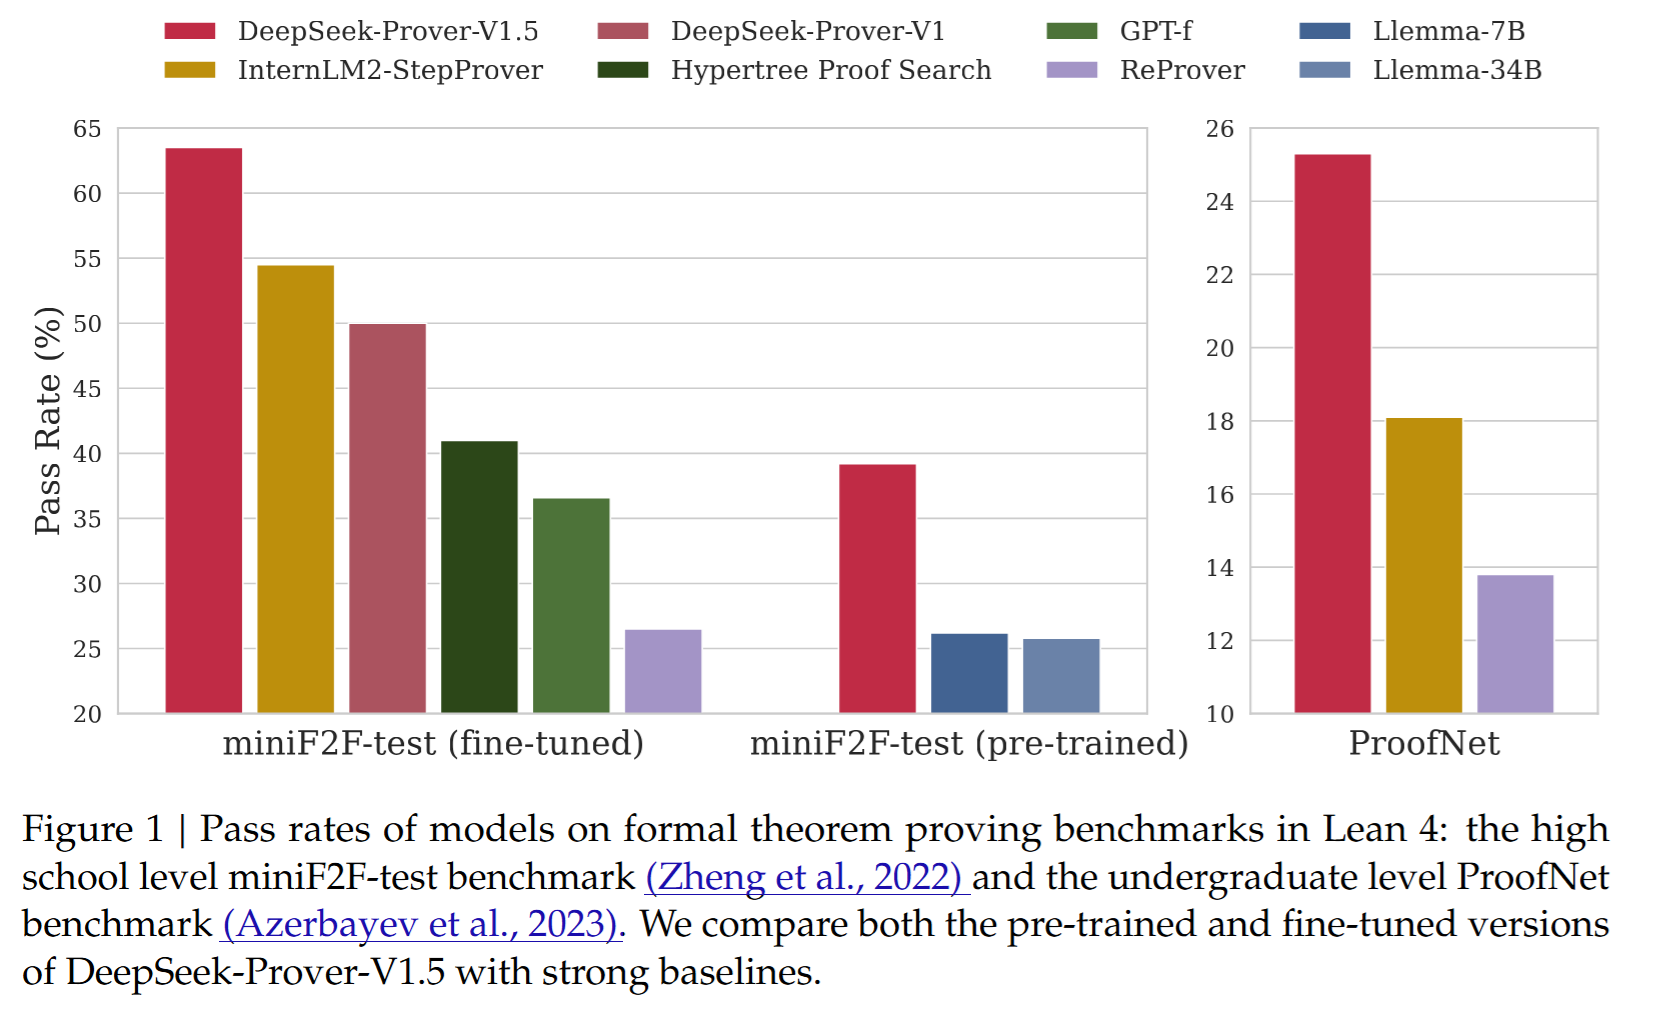 DeepSeek-Prover-V1.5 DeepSeek-Prover-V1 GPT-f Llemma-7B
InternLM2-StepProver Hypertree Proof Search ReProver Llemma-34B
Pass Rate (%)
65
60
55
50
45
40
35
30
25
20
miniF2F-test (fine-tuned) miniF2F-test (pre-trained)
26
24
22
20
18
16
14
12
10
ProofNet
Figure 1 | Pass rates of models on formal theorem proving benchmarks in Lean 4: the high
school level miniF2F-test benchmark (Zheng et al., 2022) and the undergraduate level ProofNet
benchmark (Azerbayev et al., 2023). We compare both the pre-trained and fine-tuned versions
of DeepSeek-Prover-V1.5 with strong baselines.